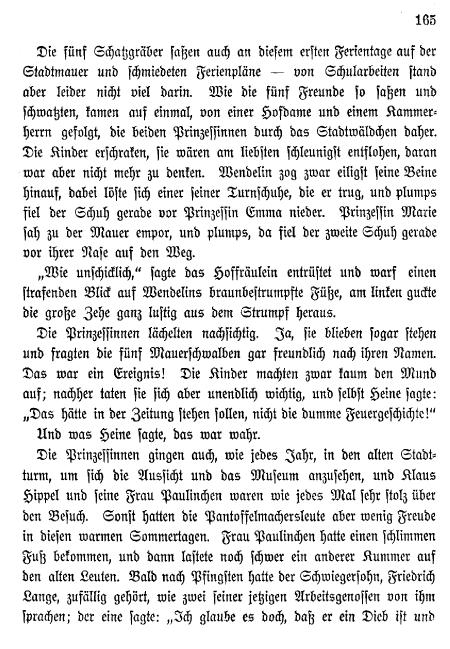 165
Die fünf Schatzgräber saßen auch an diesem ersten Ferientage auf der
Stadtmauer und schmiedeten Ferienpläne — von Schularbeiten stand
aber leider nicht viel darin. Wie die fünf Freunde so saßen und
schwatzten, kamen auf einmal, von einer Hofdame und einem Kammer-
herrn gefolgt, die beiden Prinzessinnen durch das Stadtwäldchen daher.
Die Kinder erschraken, sie wären am liebsten schleunigst entflohen, daran
war aber nicht mehr zu denken. Wendelin zog zwar eiligst seine Beine
hinauf, dabei löste sich einer seiner Turnschuhe, die er trug, und plumps
fiel der Schuh gerade vor Prinzessin Emma nieder. Prinzessin Marie
sah zu der Mauer empor, und plumps, da fiel der zweite Schuh gerade
vor ihrer Nase auf den Weg.
„Wie unschicklich,“ sagte das Hoffräulein entrüstet und warf einen
strafenden Blick auf Wendelins braunbestrumpfte Füße, am linken guckte
die große Zehe ganz lustig aus dem Strumpf heraus.
Die Prinzessinnen lächelten nachsichtig. Ja, sie blieben sogar stehen
und fragten die fünf Mauerschwalben gar freundlich nach ihren Namen.
Das war ein Ereignis! Die Kinder machten zwar kaum den Mund
auf; nachher taten sie sich aber unendlich wichtig, und selbst Heine sagte:
„Das hätte in der Zeitung stehen sollen, nicht die dumme Feuergeschichte!“
Und was Heine sagte, das war wahr.
Die Prinzessinnen gingen auch, wie jedes Jahr, in den alten Stadt-
turm, um sich die Aussicht und das Museum anzusehen, und Klaus
Hippel und seine Frau Paulinchen waren wie jedes Mal sehr stolz über
den Besuch. Sonst hatten die Pantoffelmachersleute aber wenig Freude
in diesen warmen Sommertagen. Frau Paulinchen hatte einen schlimmen
Fuß bekommen, und dann lastete noch schwer ein anderer Kummer auf
den alten Leuten. Bald nach Pfingsten hatte der Schwiegersohn, Friedrich
Lange, zufällig gehört, wie zwei seiner jetzigen Arbeitsgenossen von ihm
sprachen; der eine sagte: „Ich glaube es doch, daß er ein Dieb ist und